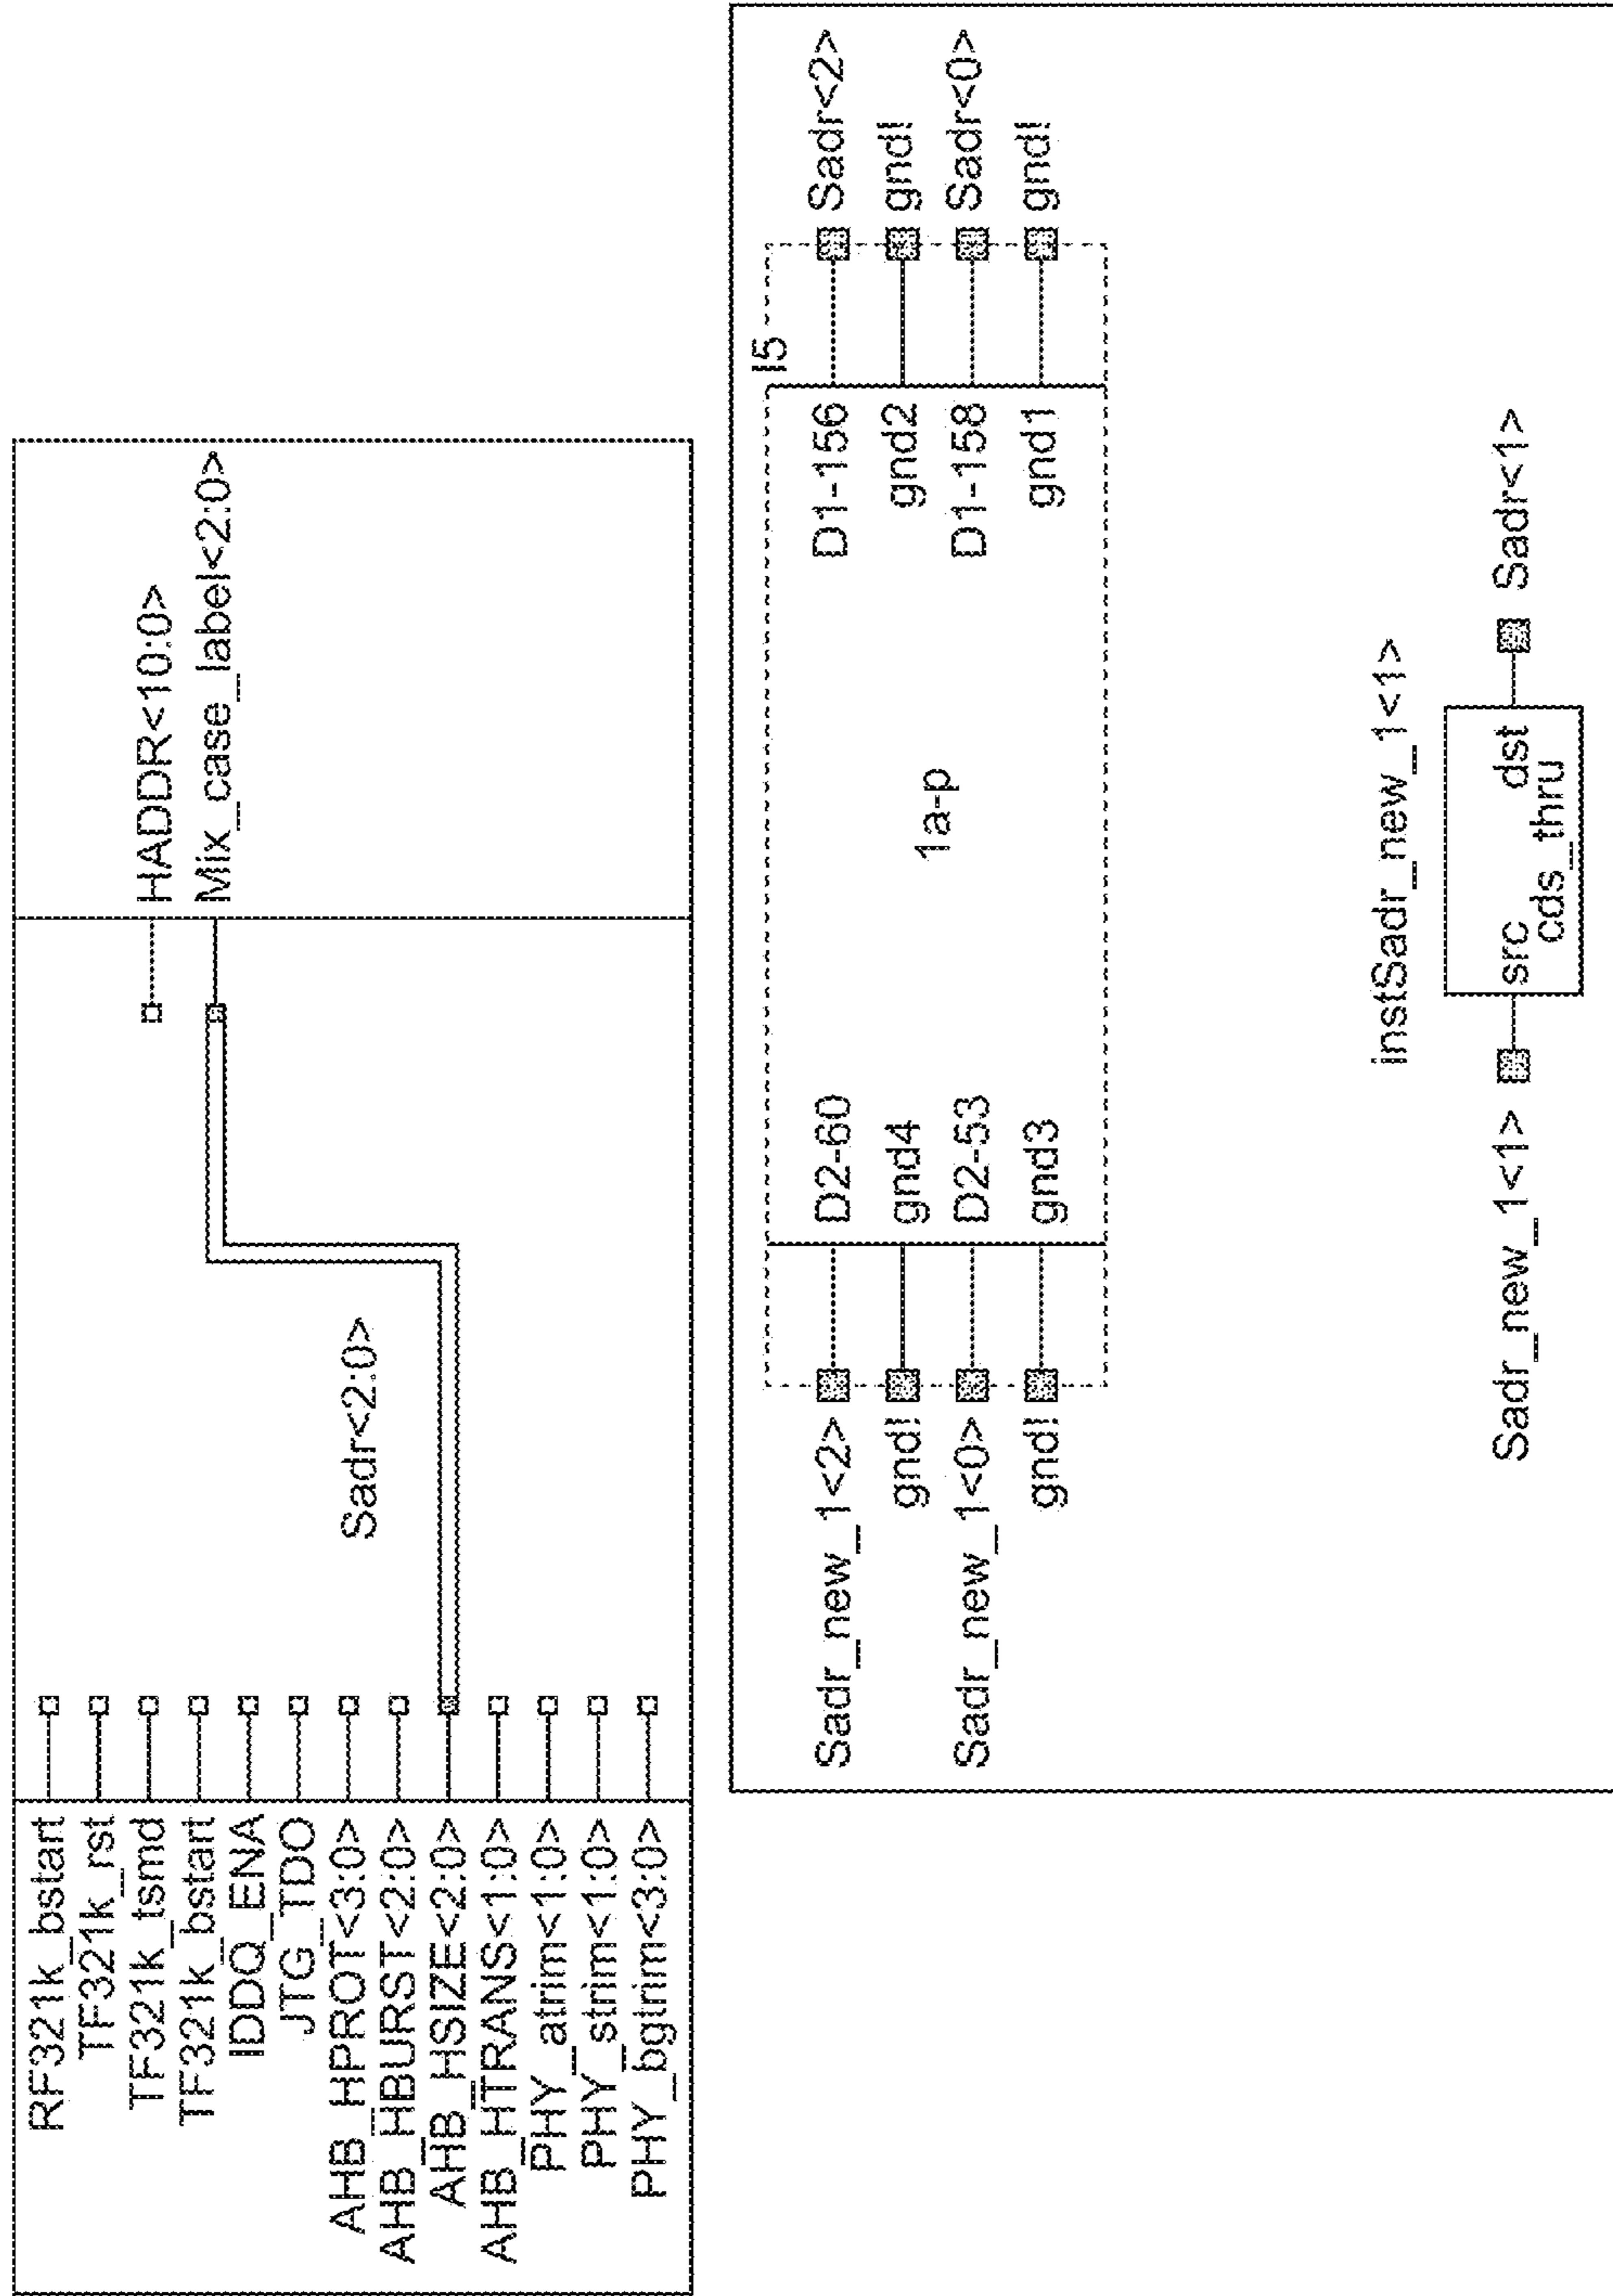 RF321k_bstart
TF321k_rst
TF321k_tsmd
TF321k_bstart
IDDQ_ENA
JTG_TDO
AHB_HPROT<3:0>
AHB_HBURST<2:0>
AHB_HSIZE<2:0>
AHB_HTRANS<1:0>
PHY_atrim<1:0>
PHY_strim<1:0>
PHY_bgtrim<3:0>
Sadr<2:0>
HADDR<10:0>
Mix_case_label<2:0>
I5
Sadr_new_1<2> D2-60 D1-156 Sadr<2>
gnd! gnd4 gnd2 gnd!
1a-p
Sadr_new_1<0> D2-53 D1-158 Sadr<0>
gnd! gnd3 gnd1 gnd!
instSadr_new_1<1>
Sadr_new_1<1> src dst Sadr<1>
cds_thru